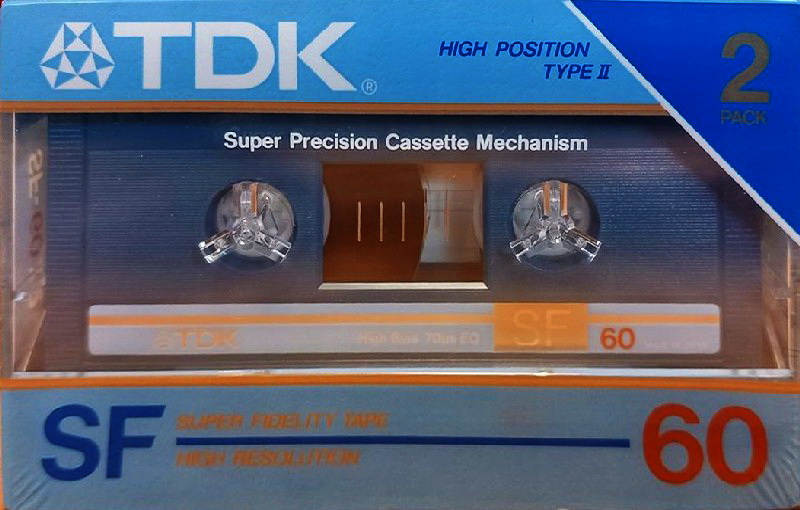 TDK®
HIGH POSITION
TYPE II
2
PACK
Super Precision Cassette Mechanism
TDK
High Bias 70μs EQ
SF
60
SF
SUPER FIDELITY TAPE
HIGH RESOLUTION
60